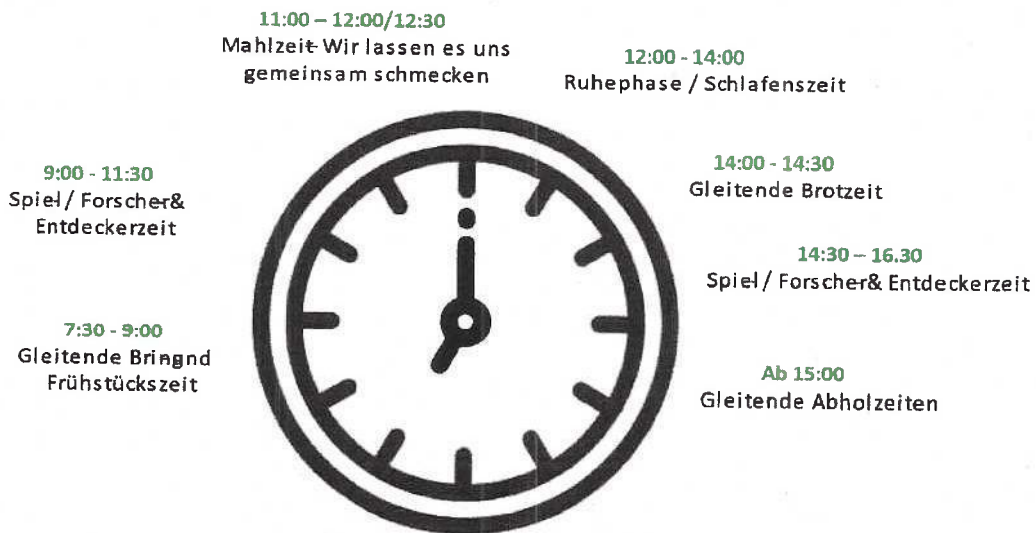 11:00 – 12:00/12:30
Mahlzeit-Wir lassen es uns
gemeinsam schmecken
12:00 - 14:00
Ruhephase / Schlafenszeit
14:00 - 14:30
Gleitende Brotzeit
14:30 – 16.30
Spiel / Forscher& Entdeckerzeit
Ab 15:00
Gleitende Abholzeiten
7:30 - 9:00
Gleitende Bringnd
Frühstückszeit
9:00 - 11:30
Spiel / Forscher&
Entdeckerzeit